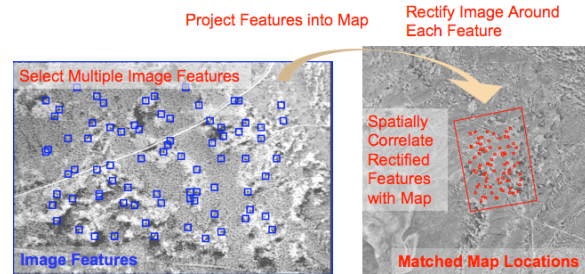 Project Features into Map
Rectify Image Around
Each Feature
Select Multiple Image Features
Spatially
Correlate
Rectified
Features
with Map
Image Features
Matched Map Locations